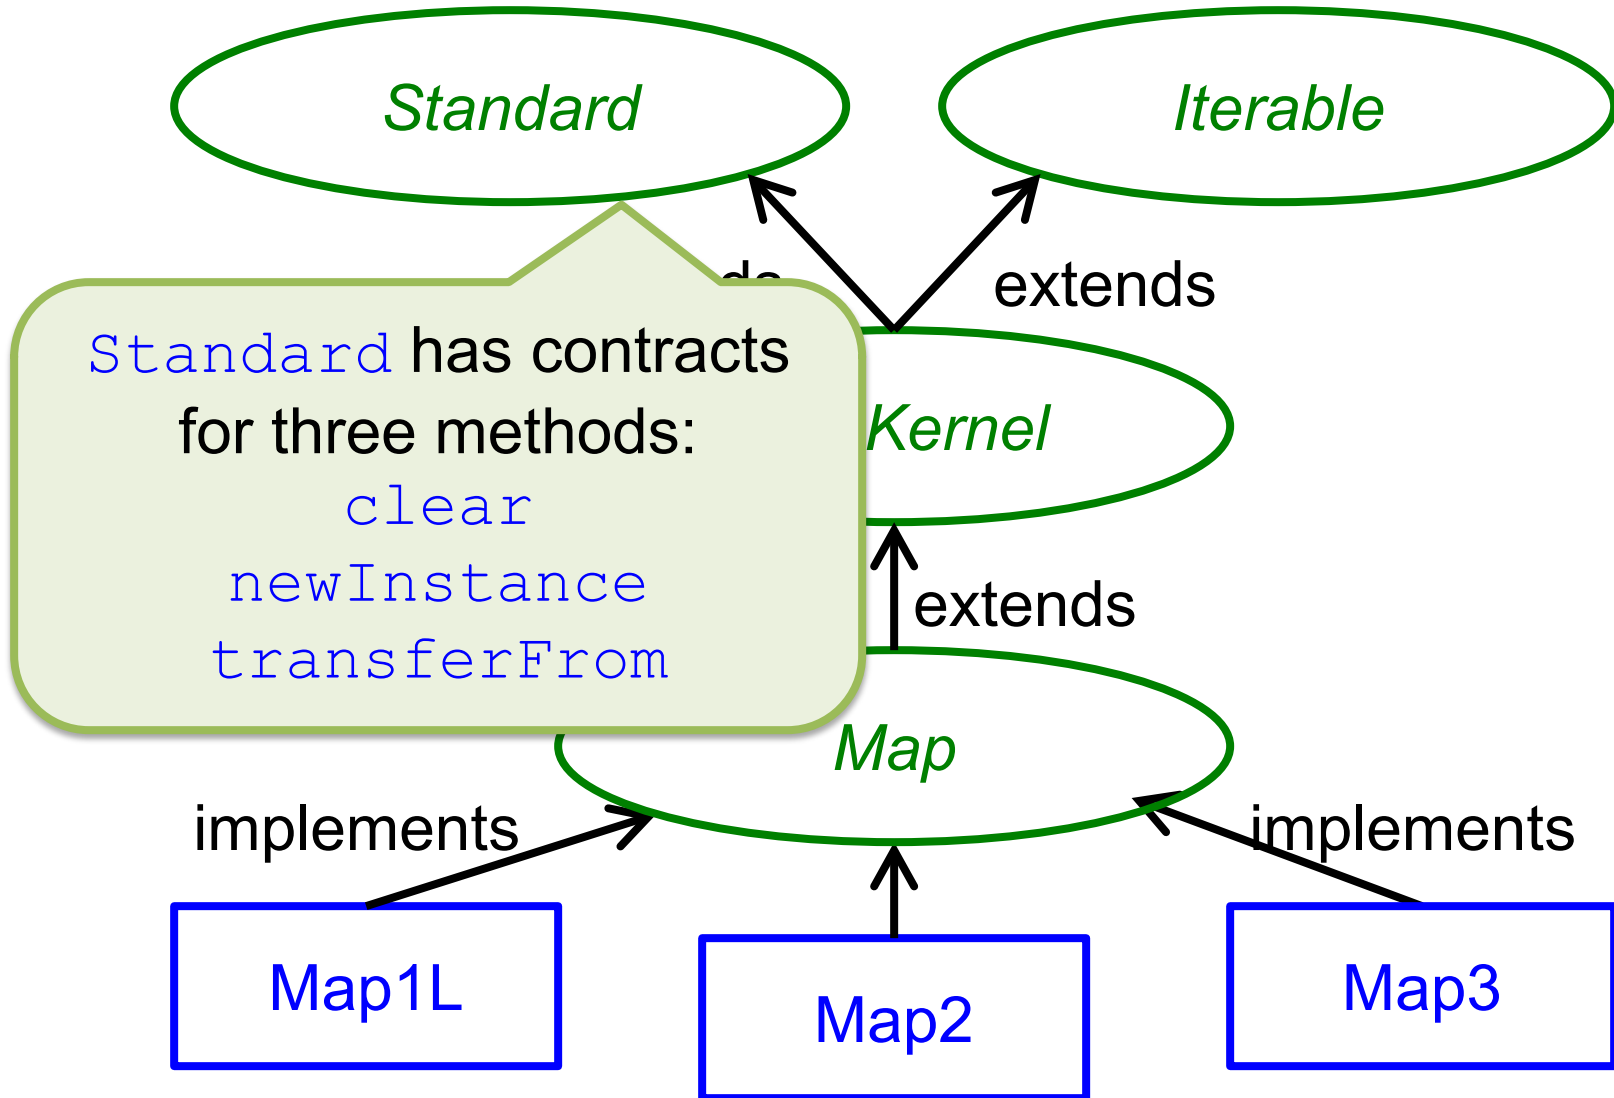 Standard
Iterable
extends
Standard has contracts
for three methods:
clear
newInstance
transferFrom
Kernel
extends
Map
implements
implements
Map1L
Map2
Map3